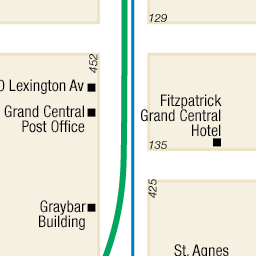 129
452
0 Lexington Av
Grand Central
Post Office
Fitzpatrick
Grand Central
Hotel
135
425
Graybar
Building
St. Agnes